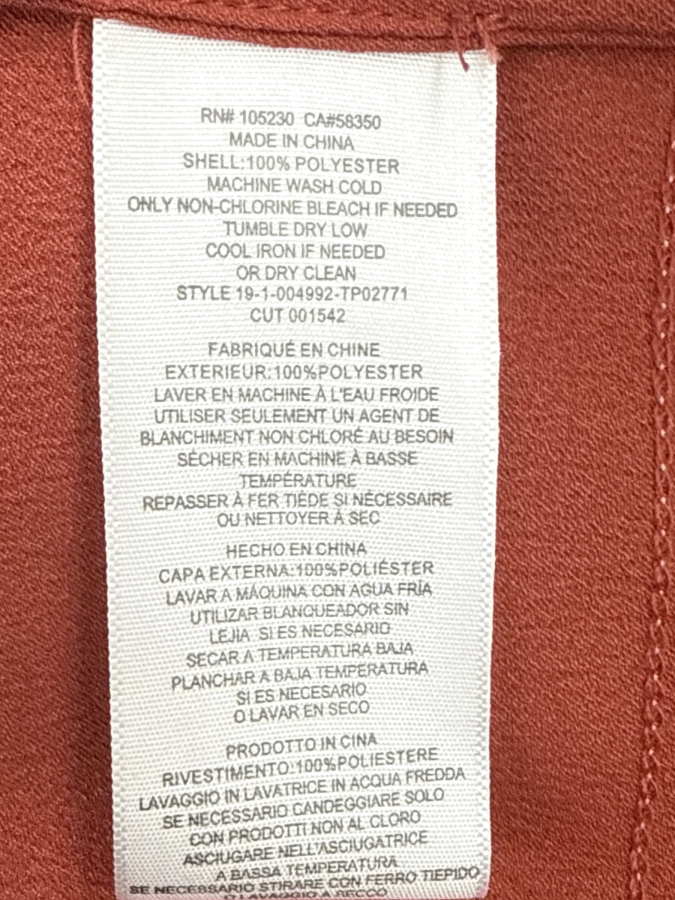 RN# 105230 CA#58350
MADE IN CHINA
SHELL:100% POLYESTER
MACHINE WASH COLD
ONLY NON-CHLORINE BLEACH IF NEEDED
TUMBLE DRY LOW
COOL IRON IF NEEDED
OR DRY CLEAN
STYLE 19-1-004992-TP02771
CUT 001542
FABRIQUÉ EN CHINE
EXTERIEUR:100%POLYESTER
LAVER EN MACHINE À L'EAU FROIDE
UTILISER SEULEMENT UN AGENT DE
BLANCHIMENT NON CHLORÉ AU BESOIN
SÉCHER EN MACHINE À BASSE
TEMPÉRATURE
REPASSER À FER TIÈDE SI NÉCESSAIRE
OU NETTOYER À SEC
HECHO EN CHINA
CAPA EXTERNA:100%POLIÉSTER
LAVAR A MÁQUINA CON AGUA FRÍA
UTILIZAR BLANQUEADOR SIN
LEJIA SI ES NECESARIO
SECAR A TEMPERATURA BAJA
PLANCHAR A BAJA TEMPERATURA
SI ES NECESARIO
O LAVAR EN SECO
PRODOTTO IN CINA
RIVESTIMENTO:100%POLIESTERE
LAVAGGIO IN LAVATRICE IN ACQUA FREDDA
SE NECESSARIO CANDEGGIARE SOLO
CON PRODOTTI NON AL CLORO
ASCIUGARE NELL'ASCIUGATRICE
A BASSA TEMPERATURA
SE NECESSARIO STIRARE CON FERRO TIEPIDO
O LAVAGGIO A SECCO